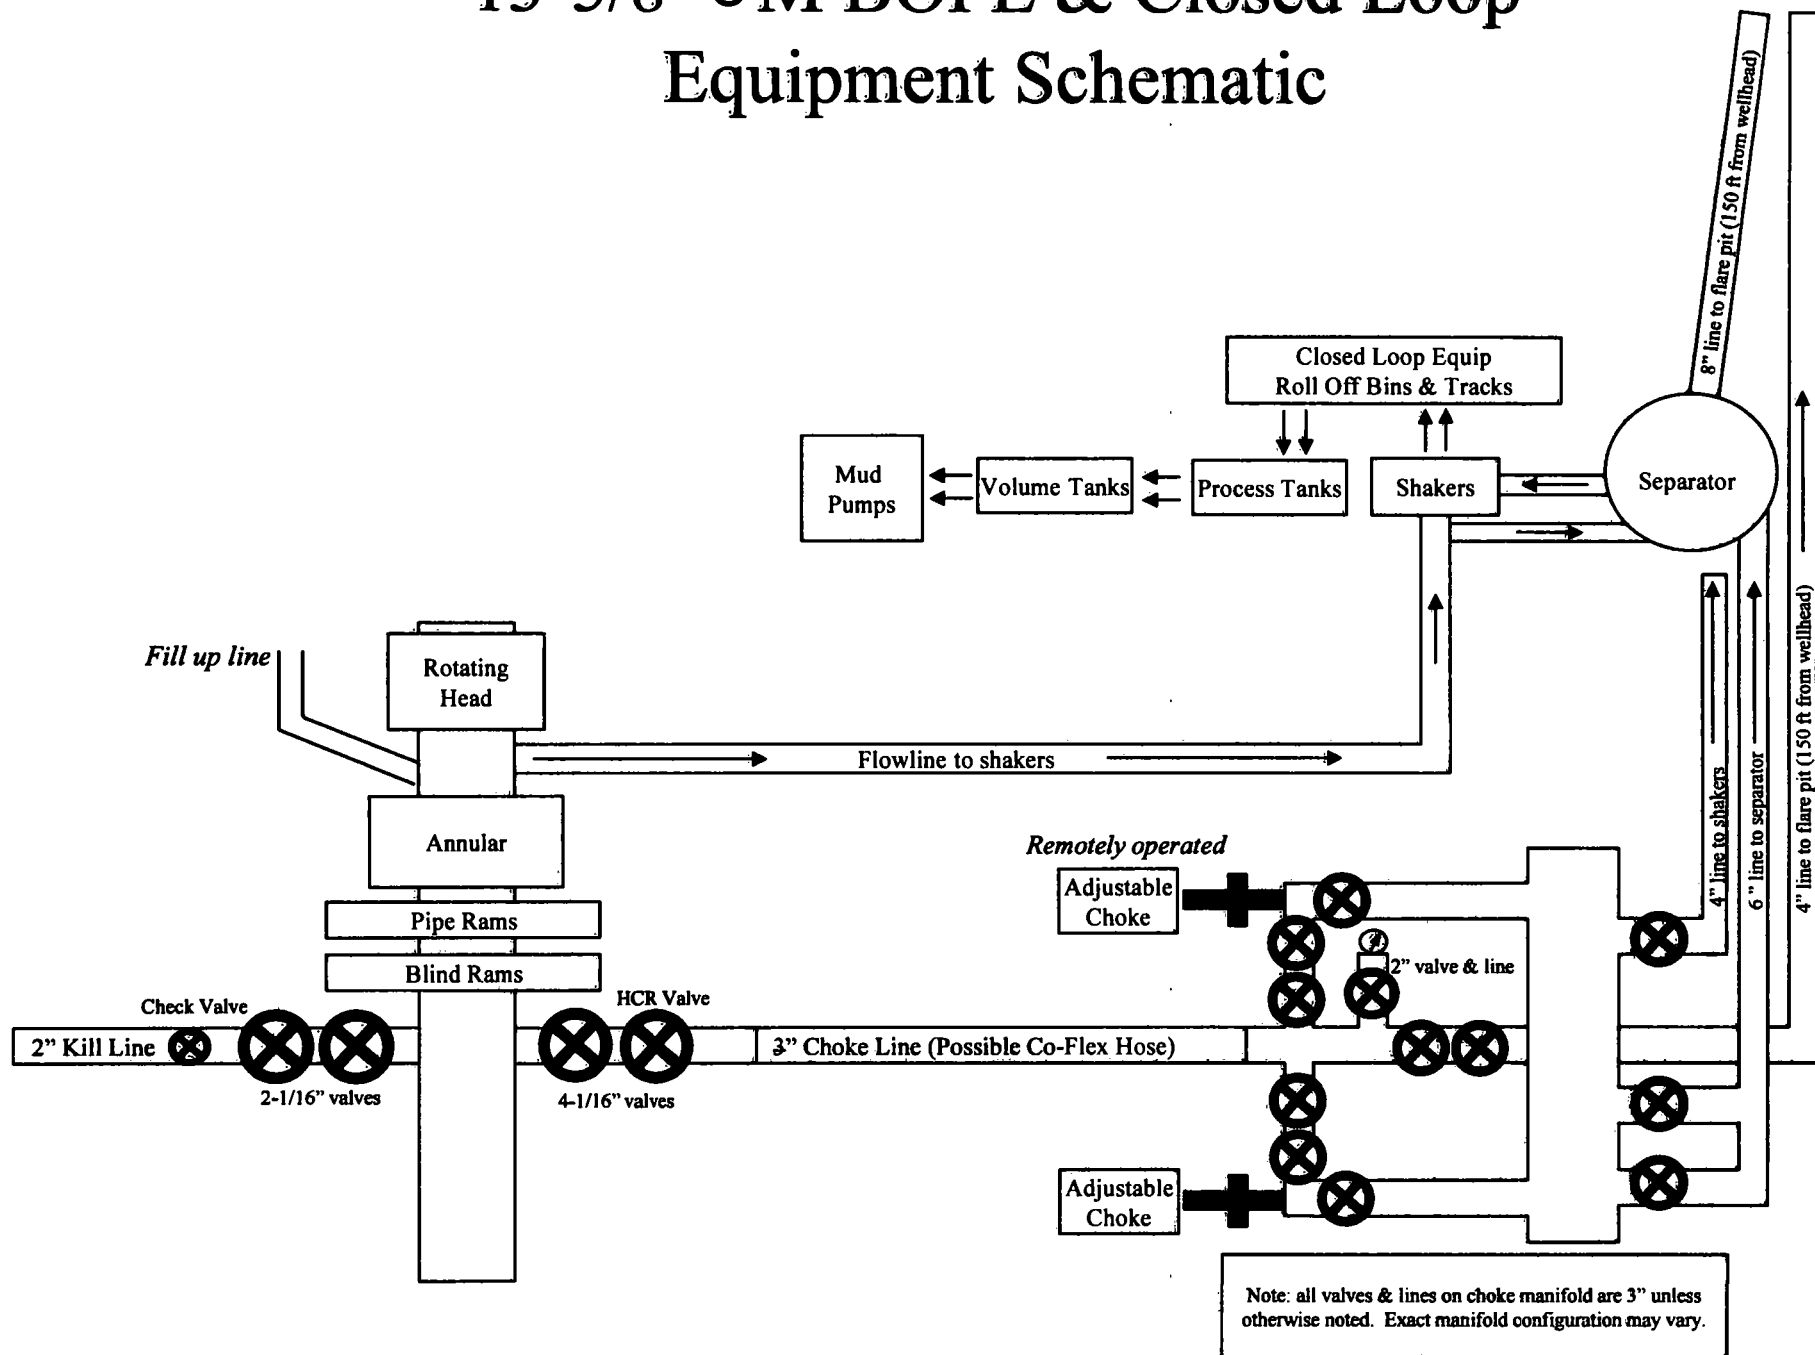 BOPE & Closed Loop
Equipment Schematic
8” line to flare pit (150 ft from wellhead)
Closed Loop Equip
Roll Off Bins & Tracks
Mud
Pumps
Volume Tanks
Process Tanks
Shakers
Separator
Fill up line
Rotating
Head
Flowline to shakers
Annular
Pipe Rams
Blind Rams
Check Valve
HCR Valve
2” Kill Line
3” Choke Line (Possible Co-Flex Hose)
2-1/16” valves
4-1/16” valves
Remotely operated
Adjustable
Choke
2” valve & line
Adjustable
Choke
4” line to shakers
6” line to separator
4” line to flare pit (150 ft from wellhead)
Note: all valves & lines on choke manifold are 3” unless
otherwise noted. Exact manifold configuration may vary.